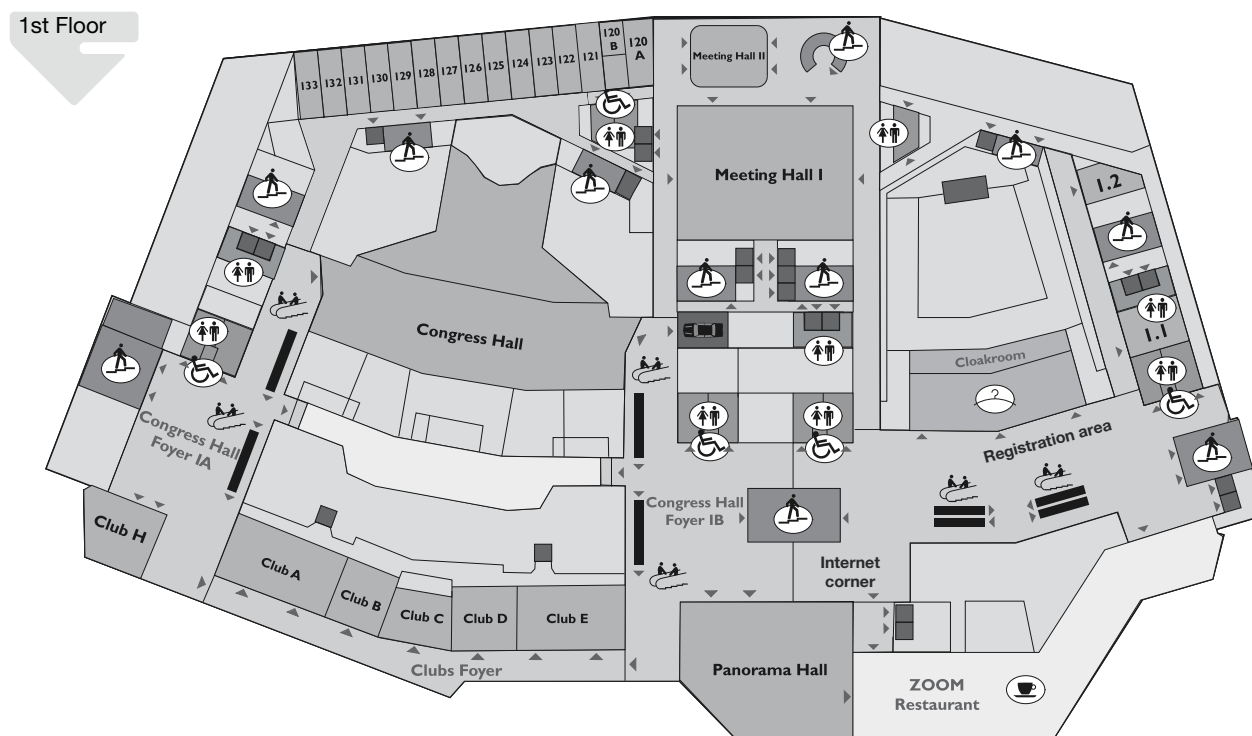 1st Floor
133
132
131
130
129
128
127
126
125
124
123
122
121
120
B
120
A
Meeting Hall II
Meeting Hall I
1.2
1.1
Congress Hall
Cloakroom
?
Congress Hall
Foyer 1A
Registration area
Club H
Congress Hall
Foyer 1B
Internet
corner
Club A
Club B
Club C
Club D
Club E
Clubs Foyer
Panorama Hall
ZOOM
Restaurant